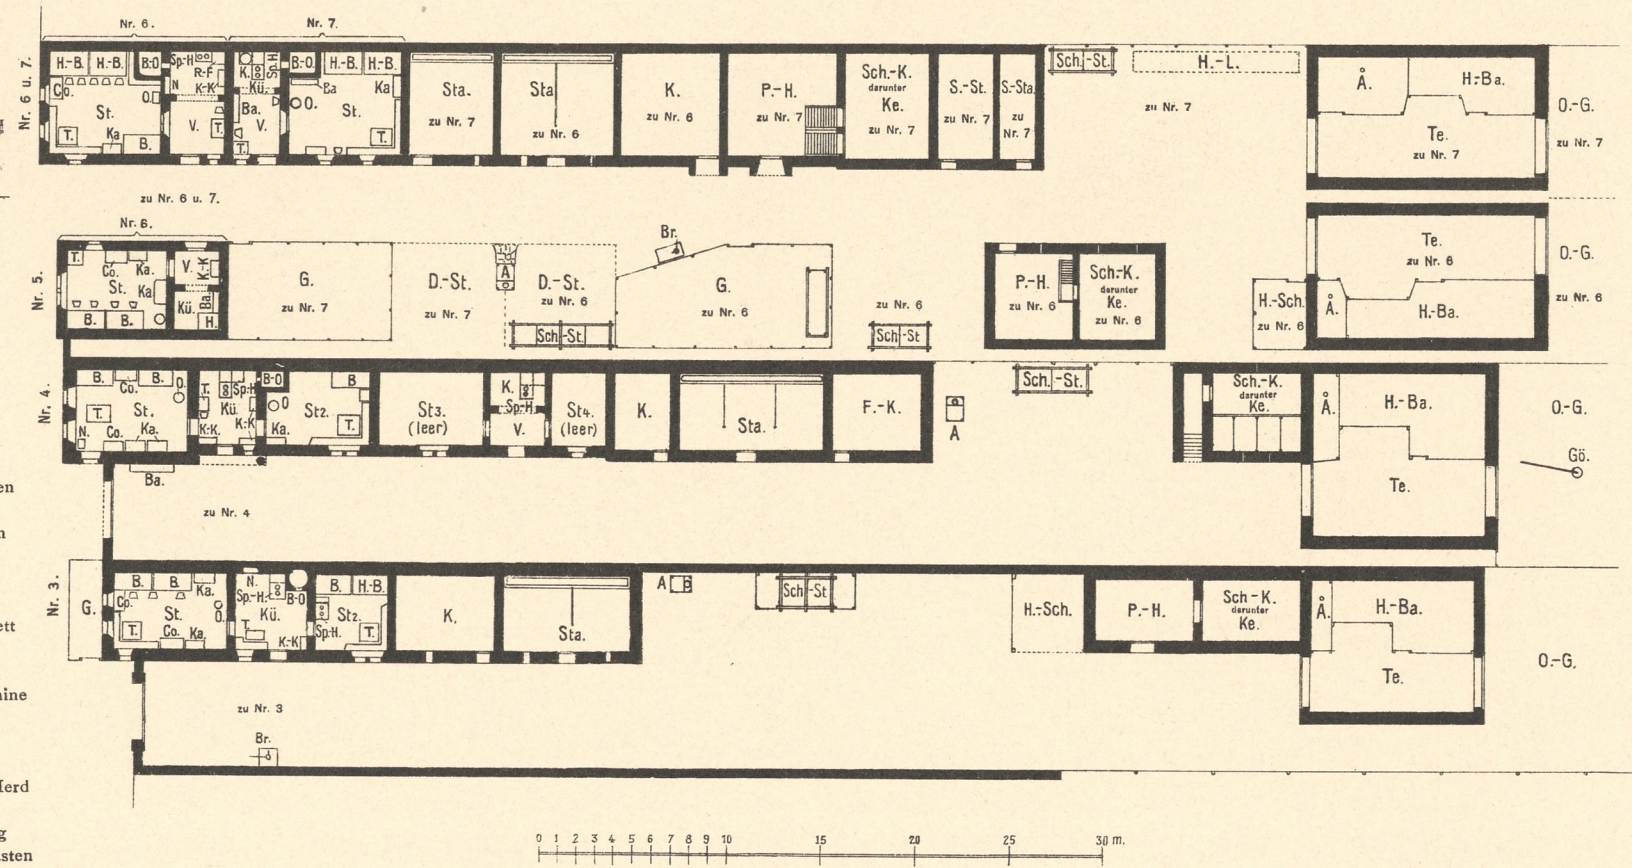 Nr. 6.
Nr. 7.
Nr. 6 u. 7.
H.-B.
H.-B.
B.-O.
Sp.-H
R.-F
K.-K
N
Co.
O.
St.
V.
T.
T.
Ka
B.
K.
Sp.H.
Kü.
Ba.
V.
T.
B.-O.
H.-B.
H.-B.
Ba
Ka
O.
St.
T.
Sta.
zu Nr. 7
Sta
zu Nr. 6
K.
zu Nr. 6
P.-H.
zu Nr. 7
Sch.-K.
darunter
Ke.
zu Nr. 7
S.-St.
zu Nr. 7
S.-Sta.
zu
Nr. 7
Sch.-St.
H.-L.
zu Nr. 7
Å.
H.-Ba.
Te.
zu Nr. 7
O.-G.
zu Nr. 7
zu Nr. 6 u. 7.
Nr. 6.
Nr. 5.
T.
Co.
Ka.
St.
Ka
B.
B.
V.
K.-K
Kü.
Ba.
H.
G.
zu Nr. 7
D.-St.
zu Nr. 7
A
D.-St.
zu Nr. 6
Sch.-St.
Br.
G.
zu Nr. 6
zu Nr. 6
Sch.-St
P.-H.
zu Nr. 6
Sch.-K.
darunter
Ke.
zu Nr. 6
H.-Sch.
zu Nr. 6
Te.
zu Nr. 6
Å.
H.-Ba.
O.-G.
zu Nr. 6
Nr. 4.
B.
Co.
B.
O.
T.
St.
N.
Co.
Ka.
T.
Sp.-H
Kü.
K.-K.
K.-K
B-O
B
O
St2.
Ka.
T.
St3.
(leer)
K.
Sp.-H.
V.
St4.
(leer)
K.
Sta.
F.-K.
A
Sch.-St.
Sch.-K.
darunter
Ke.
Å.
H.-Ba.
Te.
O.-G.
Gö.
Ba.
zu Nr. 4
en
n
Nr. 3.
G.
B.
B.
Ka.
Co.
St.
O.
T.
Co.
Ka.
N.
Sp.-H.
B-O
Kü.
T.
K.-K
B.
H.-B.
St2.
Sp.-H.
T.
K.
Sta.
A
Sch.-St
H.-Sch.
P.-H.
Sch.-K.
darunter
Ke.
Å.
H.-Ba.
Te.
O.-G.
ett
zu Nr. 3
Br.
ine
Herd
g
sten
0 1 2 3 4 5 6 7 8 9 10 15 20 25 30 m.